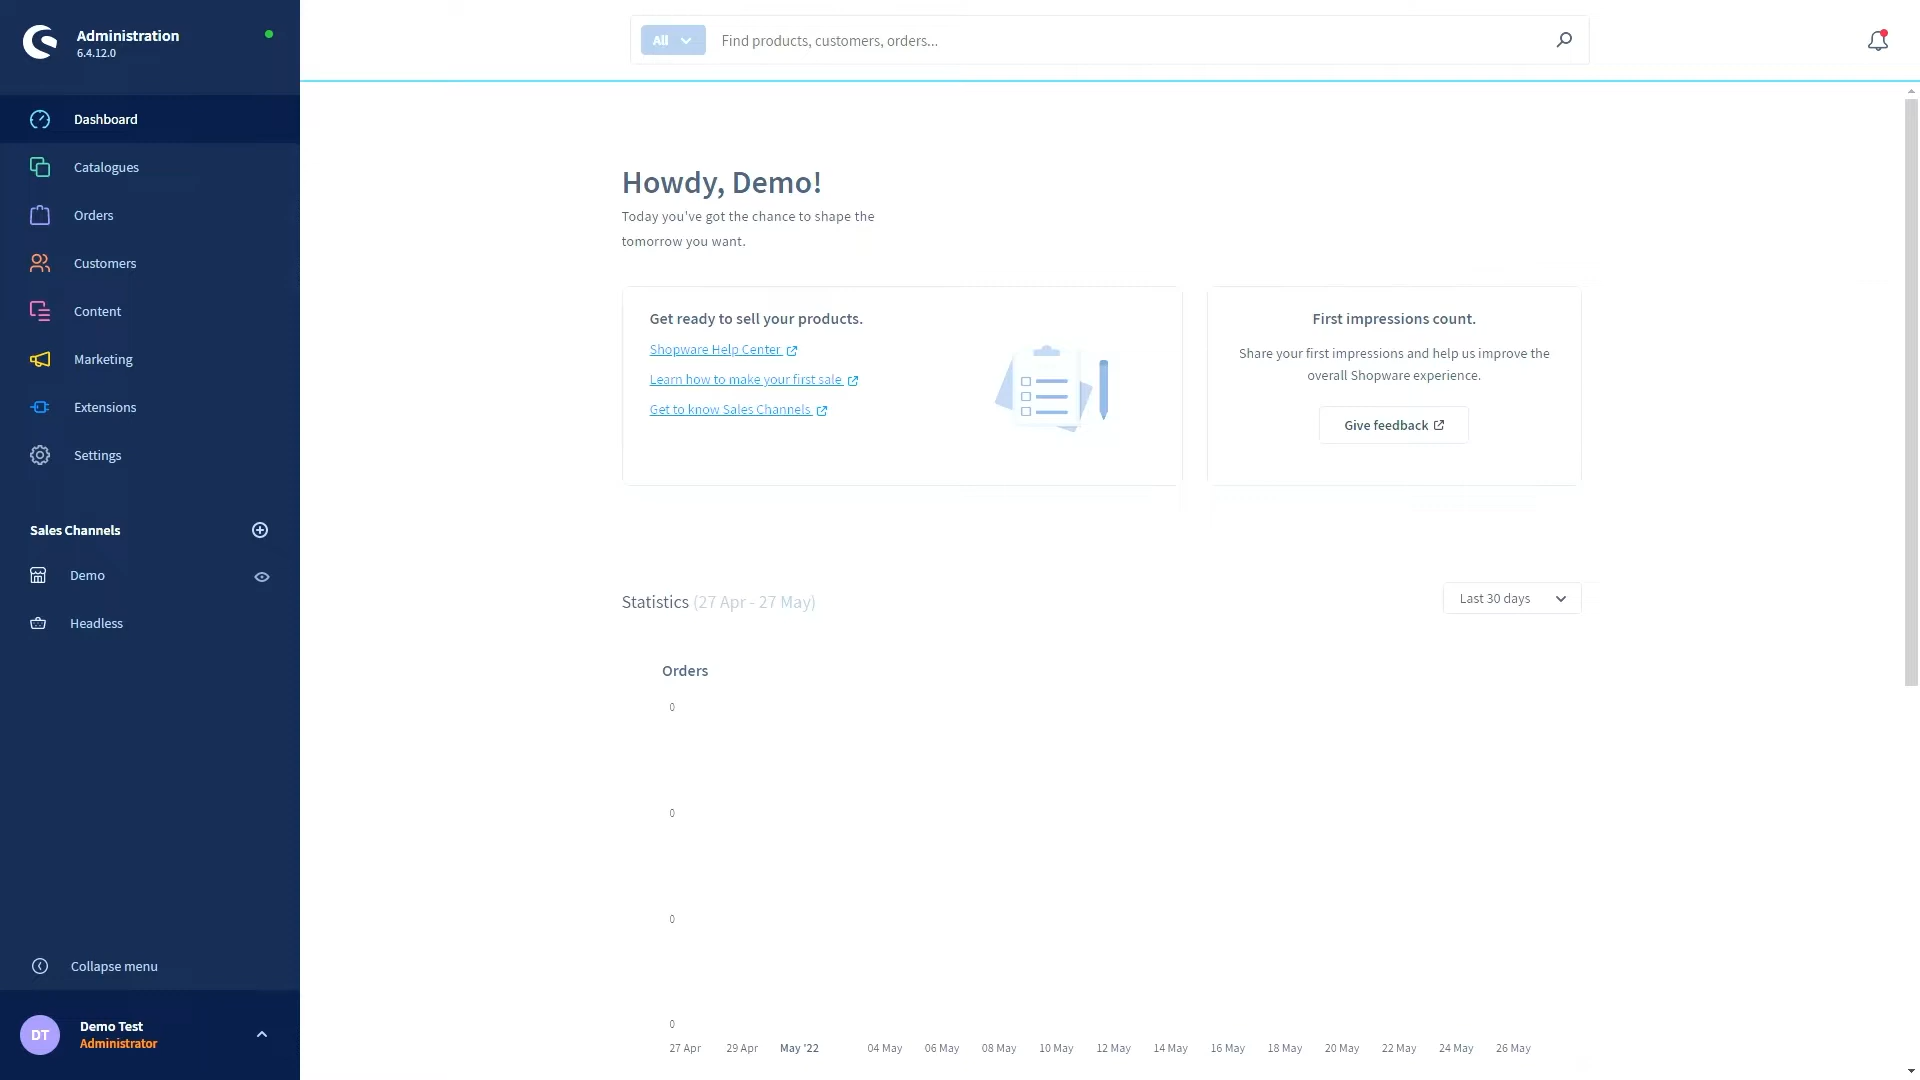 Administration
6.4.12.0
Dashboard
Catalogues
Orders
Customers
Content
Marketing
Extensions
Settings
Sales Channels
Demo
Headless
Collapse menu
DT
Demo Test
Administrator
All
Find products, customers, orders...
Howdy, Demo!
Today you've got the chance to shape the
tomorrow you want.
Get ready to sell your products.
Shopware Help Center
Learn how to make your first sale
Get to know Sales Channels
First impressions count.
Share your first impressions and help us improve the
overall Shopware experience.
Give feedback
Statistics (27 Apr - 27 May)
Last 30 days
Orders
0
0
0
0
27 Apr 29 Apr May '22 04 May 06 May 08 May 10 May 12 May 14 May 16 May 18 May 20 May 22 May 24 May 26 May